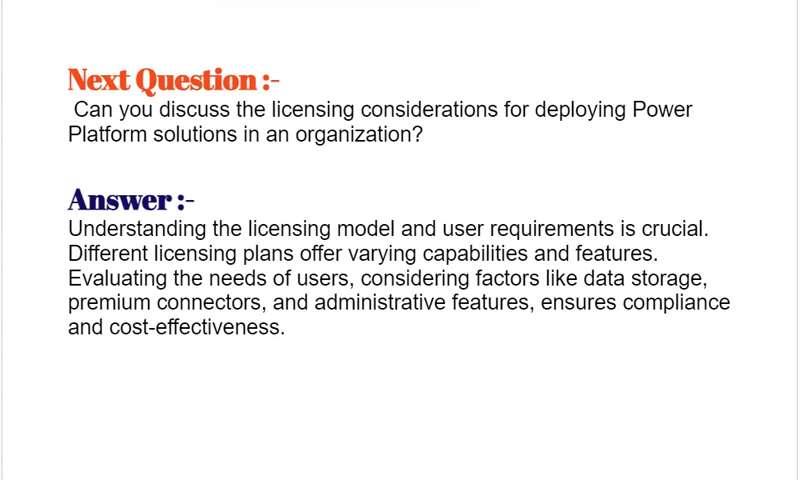 Next Question :-
Can you discuss the licensing considerations for deploying Power
Platform solutions in an organization?
Answer :-
Understanding the licensing model and user requirements is crucial.
Different licensing plans offer varying capabilities and features.
Evaluating the needs of users, considering factors like data storage,
premium connectors, and administrative features, ensures compliance
and cost-effectiveness.